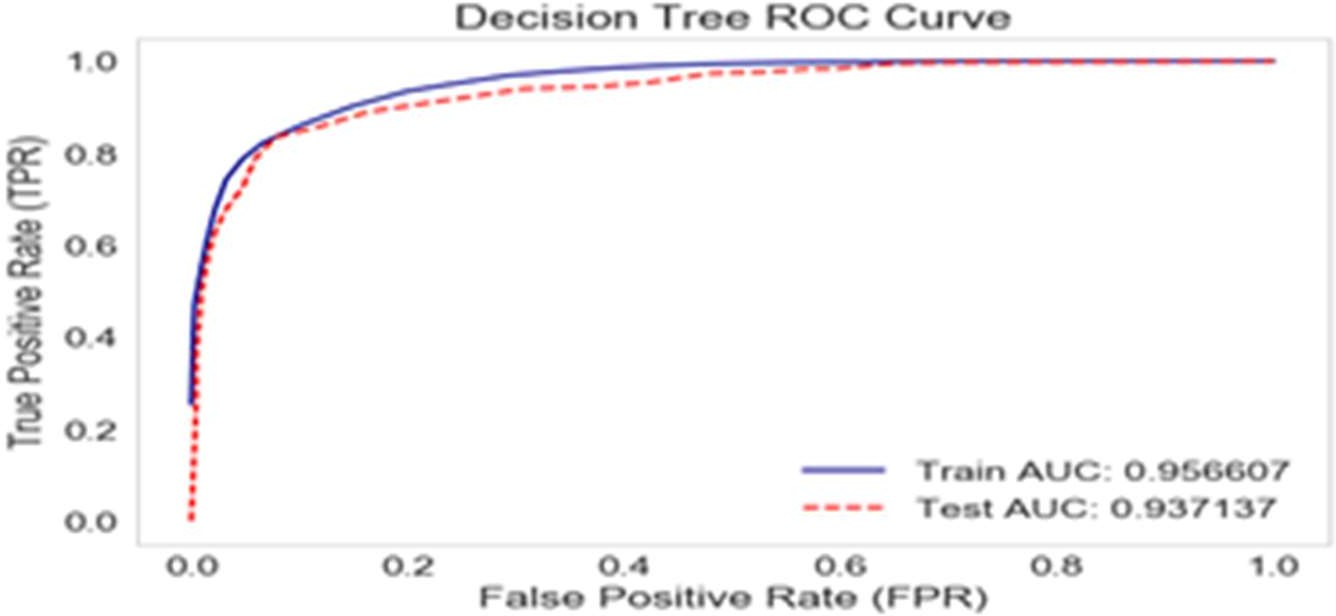 Decision Tree ROC Curve
True Positive Rate (TPR)
1.0
0.8
0.6
0.4
0.2
0.0
Train AUC: 0.956607
Test AUC: 0.937137
0.0 0.2 0.4 0.6 0.8 1.0
False Positive Rate (FPR)